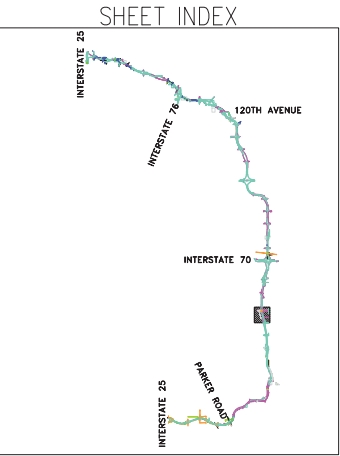 SHEET INDEX
INTERSTATE 25
INTERSTATE 76
120TH AVENUE
INTERSTATE 70
PARKER ROAD
INTERSTATE 25